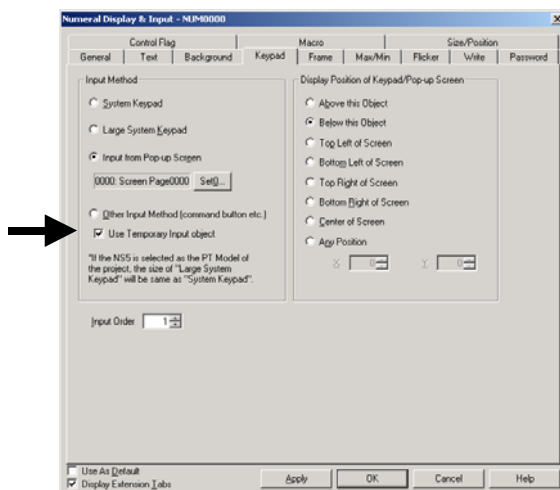 Numeral Display & Input - NUM0000
Control Flag Macro Size/Position
General Text Background Keypad Frame Max/Min Flicker Write Password
Input Method
System Keypad
Large System Keypad
Input from Pop-up Screen
0000: Screen Page0000 Set0...
Other Input Method (command button etc.)
Use Temporary Input object
"If the NS5 is selected as the PT Model of
the project, the size of "Large System
Keypad" will be same as "System Keypad".
Display Position of Keypad/Pop-up Screen
Above this Object
Below this Object
Top Left of Screen
Bottom Left of Screen
Top Right of Screen
Bottom Right of Screen
Center of Screen
Any Position
X 0 Y 0
Input Order 1
Use As Default
Display Extension Tabs
Apply OK Cancel Help